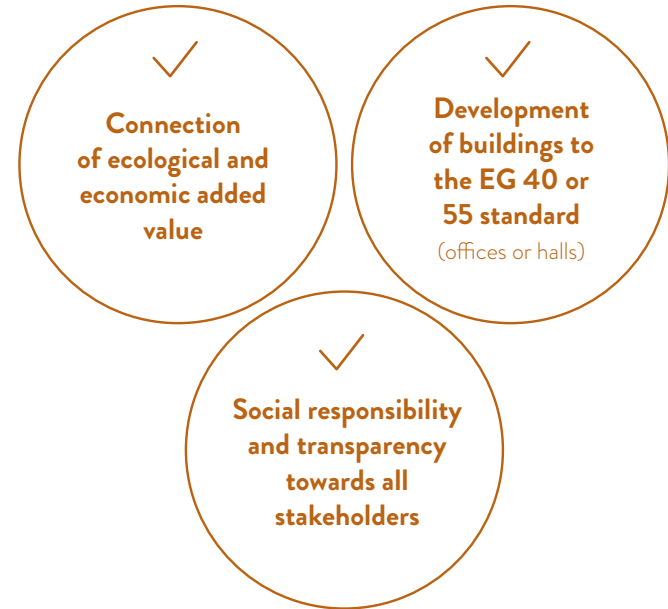 Connection
of ecological and
economic added
value
Development
of buildings to
the EG 40 or
55 standard
(offices or halls)
Social responsibility
and transparency
towards all
stakeholders